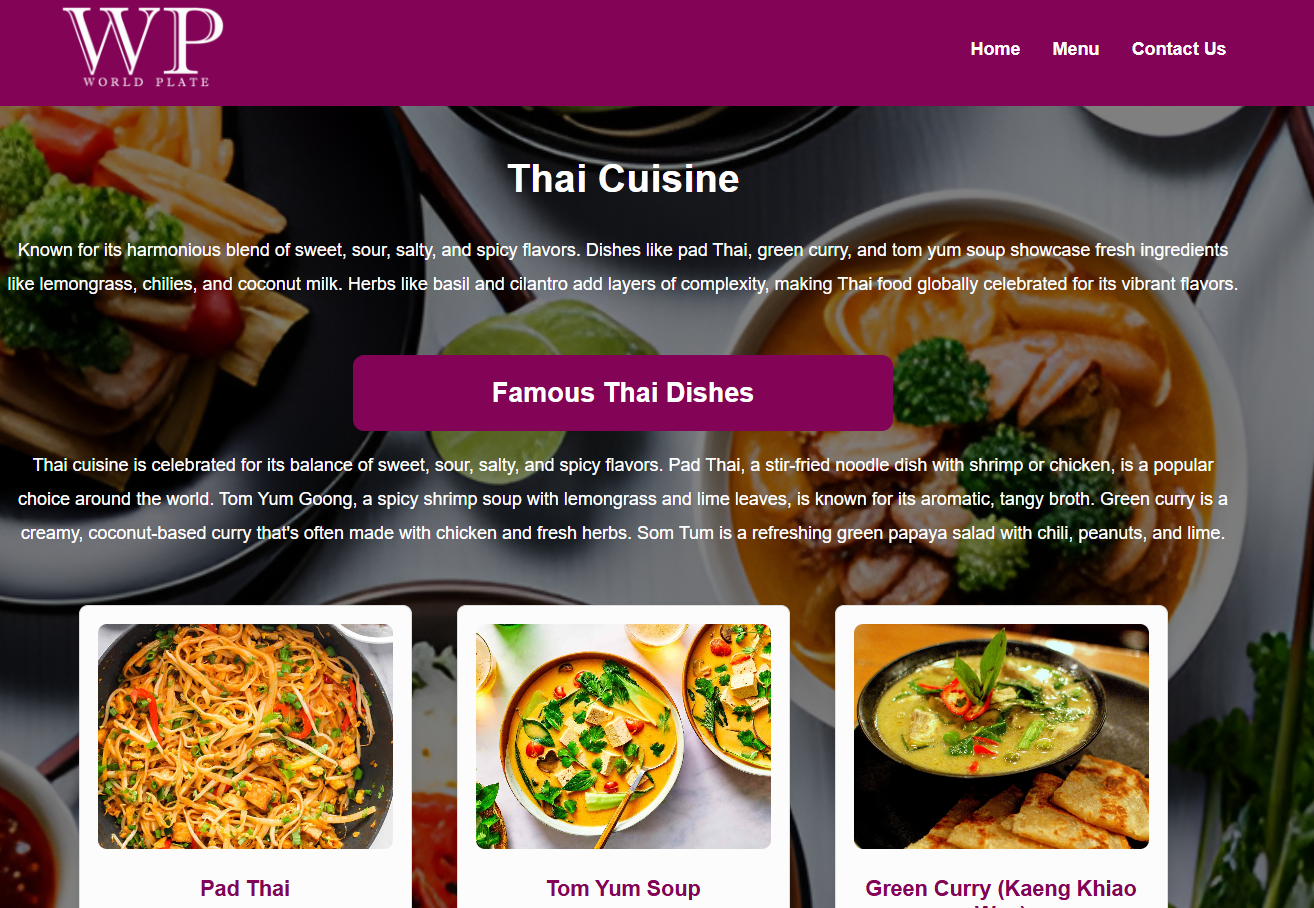 WP
WORLD PLATE
Home Menu Contact Us
Thai Cuisine
Known for its harmonious blend of sweet, sour, salty, and spicy flavors. Dishes like pad Thai, green curry, and tom yum soup showcase fresh ingredients
like lemongrass, chilies, and coconut milk. Herbs like basil and cilantro add layers of complexity, making Thai food globally celebrated for its vibrant flavors.
Famous Thai Dishes
Thai cuisine is celebrated for its balance of sweet, sour, salty, and spicy flavors. Pad Thai, a stir-fried noodle dish with shrimp or chicken, is a popular
choice around the world. Tom Yum Goong, a spicy shrimp soup with lemongrass and lime leaves, is known for its aromatic, tangy broth. Green curry is a
creamy, coconut-based curry that's often made with chicken and fresh herbs. Som Tum is a refreshing green papaya salad with chili, peanuts, and lime.
Pad Thai
Tom Yum Soup
Green Curry (Kaeng Khiao